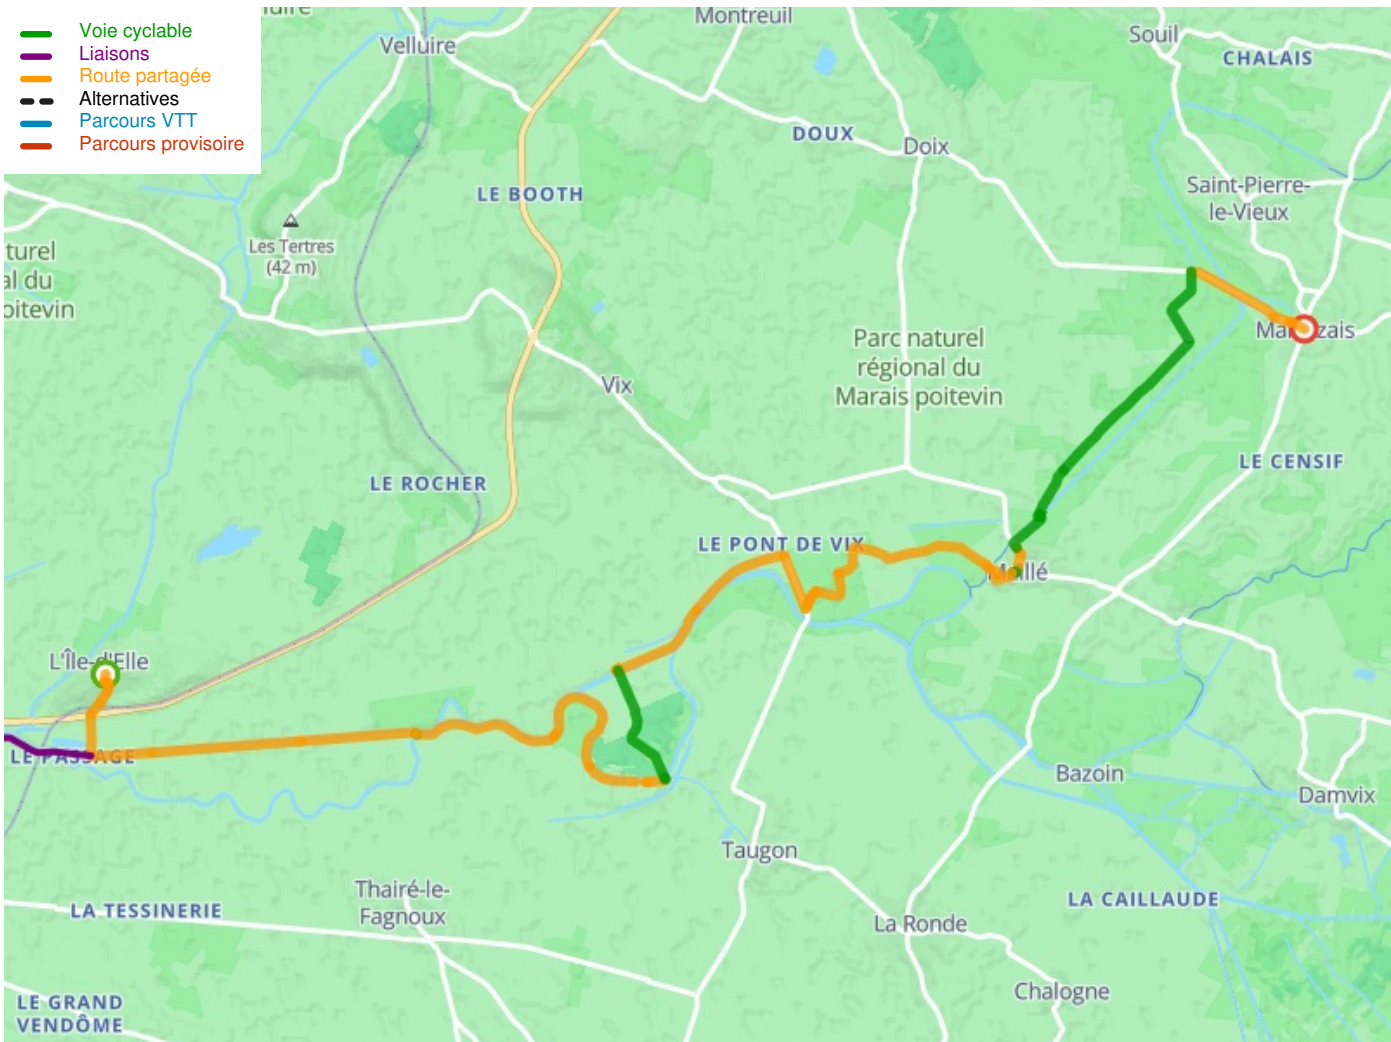 Voie cyclable
Liaisons
Route partagée
Alternatives
Parcours VTT
Parcours provisoire
Velluire
Montreuil
Souil
CHALAIS
DOUX
Doix
LE BOOTH
Saint-Pierre-
le-Vieux
Les Tertres
(42 m)
Parc naturel
régional du
Marais poitevin
Vix
LE CENSIF
LE ROCHER
LE PONT DE VIX
Maillé
L'Île-d'Elle
LE PASSAGE
Bazoin
Damvix
Taugon
Thairé-le-
Fagnoux
LA TESSINERIE
LA CAILLAUDE
La Ronde
Chalogne
LE GRAND
VENDÔME